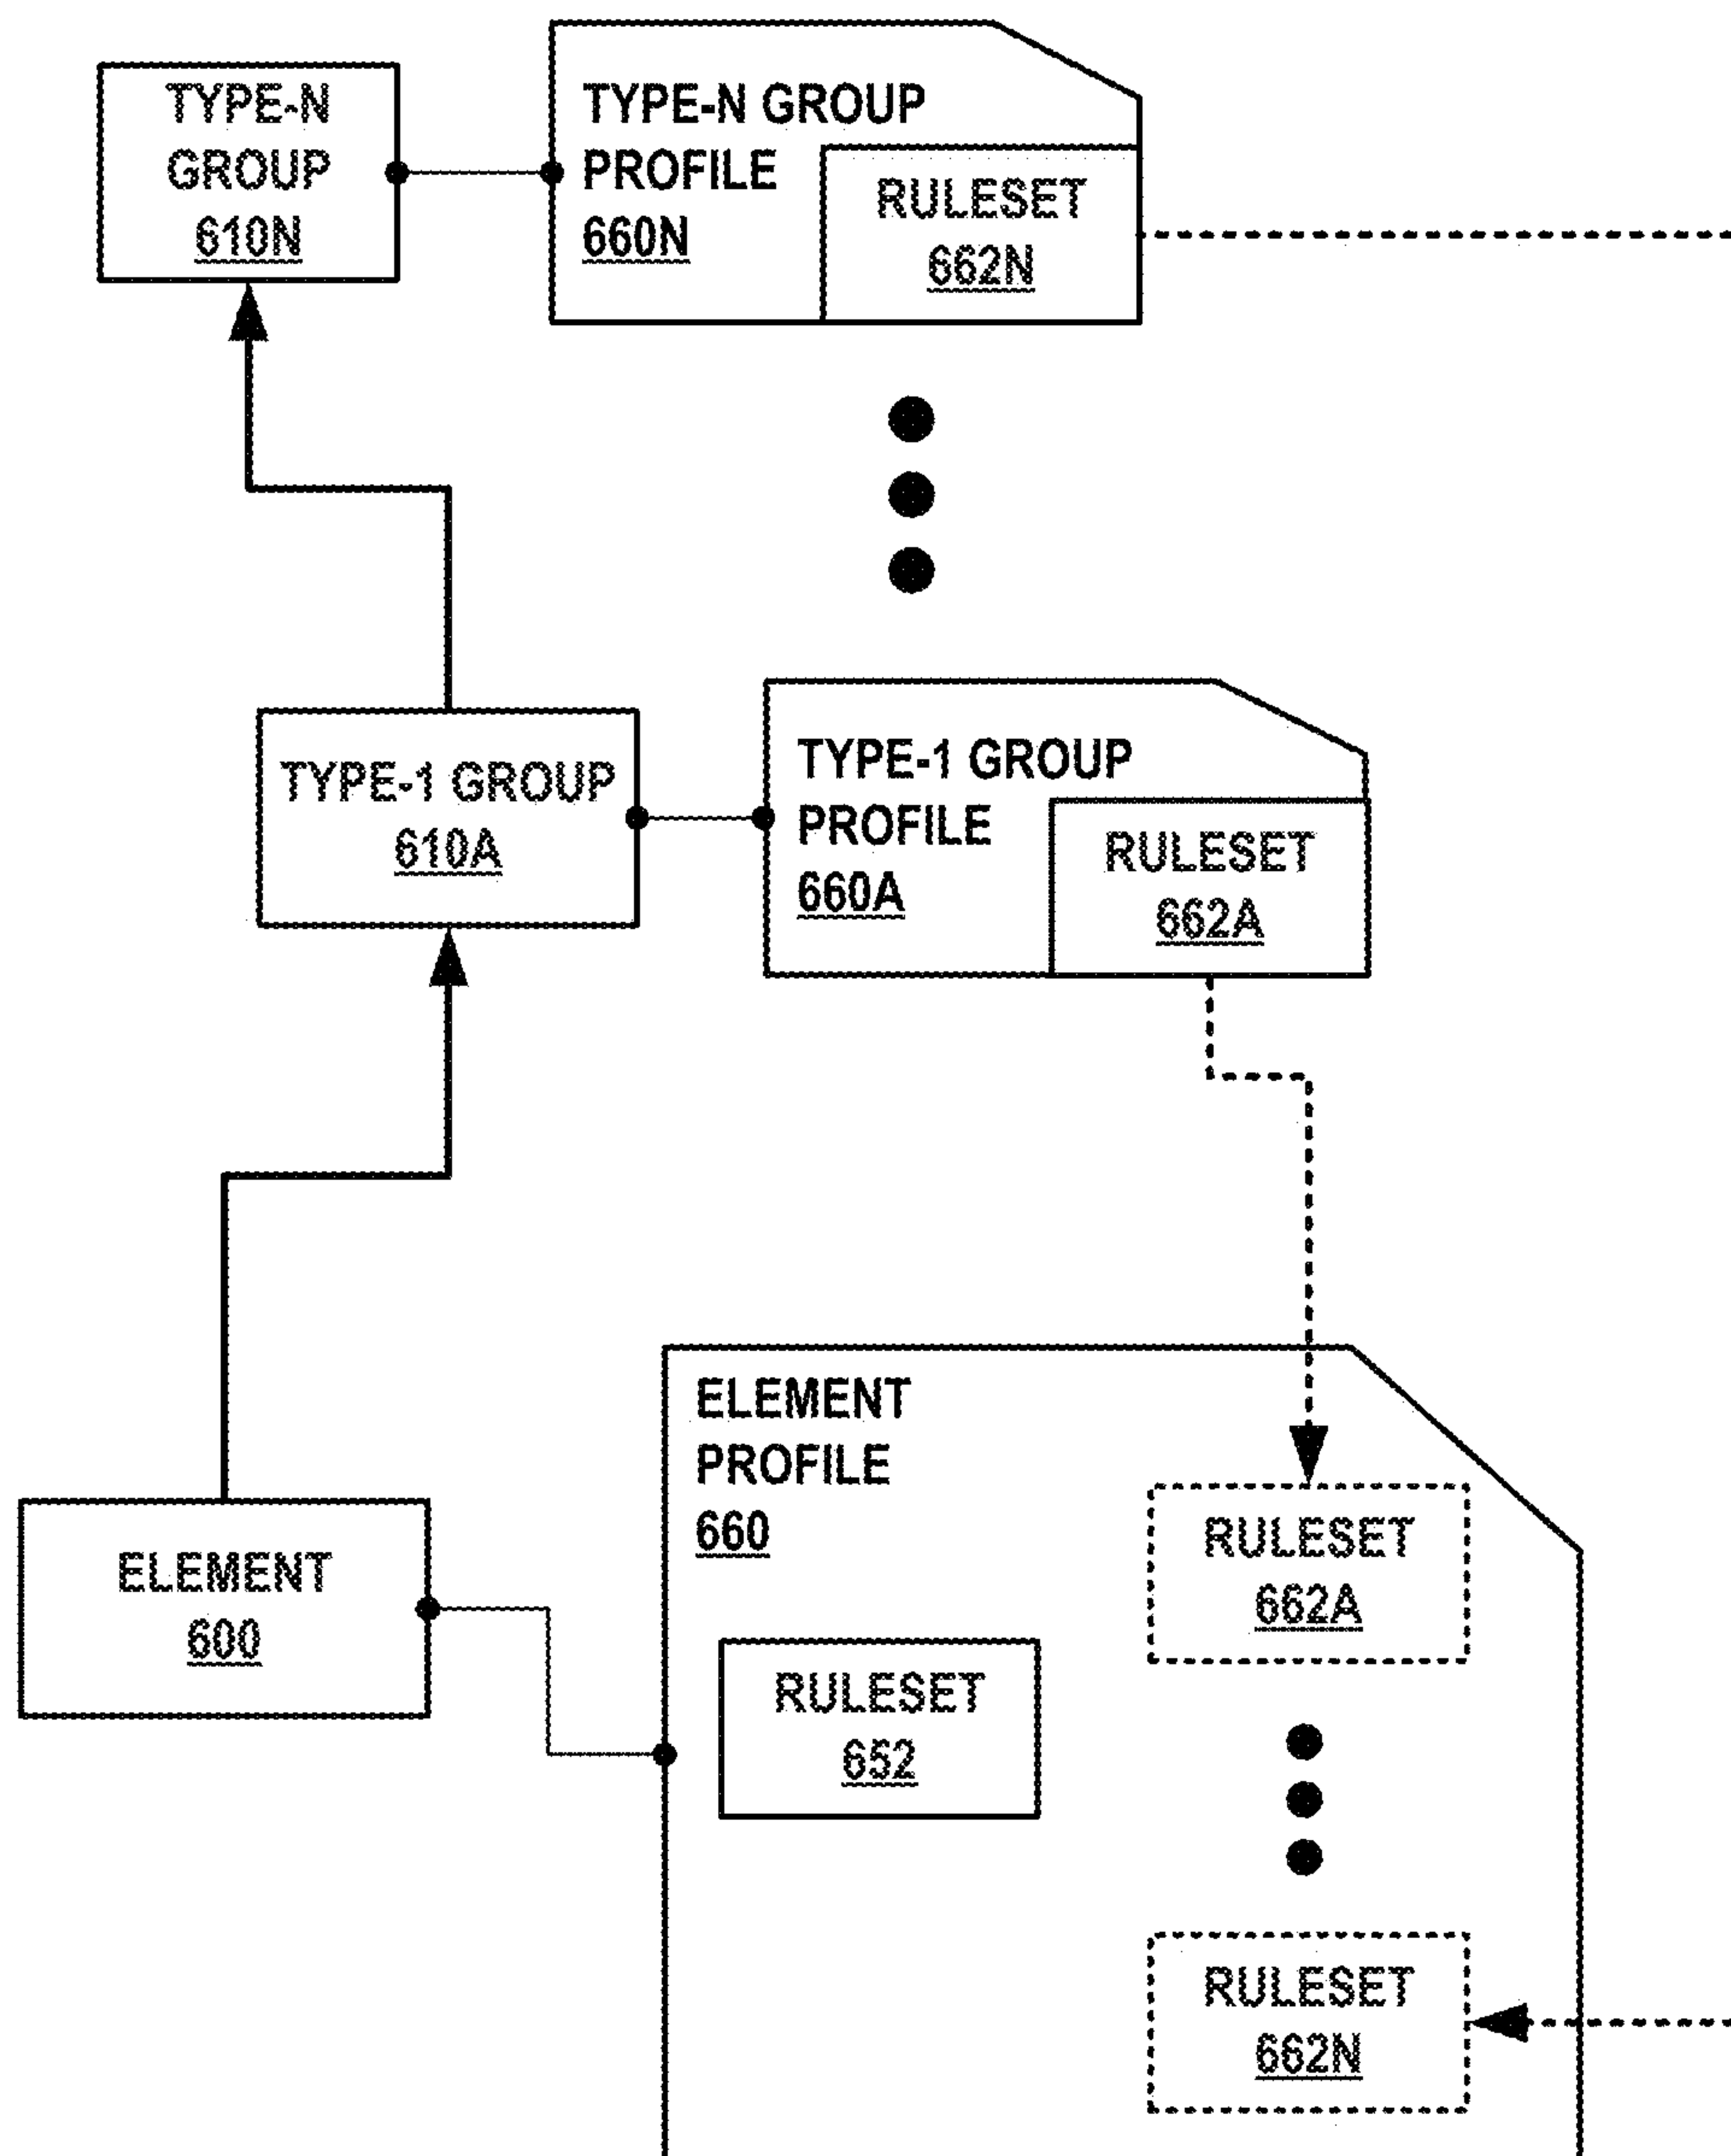 TYPE-N
GROUP
610N
TYPE-N GROUP
PROFILE
660N
RULESET
662N
TYPE-1 GROUP
610A
TYPE-1 GROUP
PROFILE
660A
RULESET
662A
ELEMENT
600
ELEMENT
PROFILE
660
RULESET
652
RULESET
662A
RULESET
662N